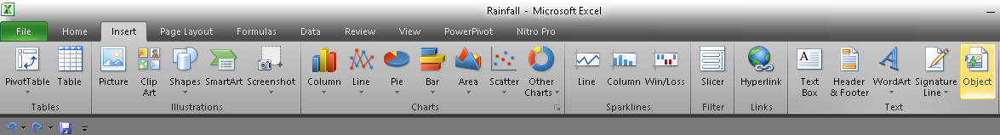 Rainfall - Microsoft Excel
File Home Insert Page Layout Formulas Data Review View PowerPivot Nitro Pro
PivotTable Table Picture Clip Art Shapes SmartArt Screenshot Column Line Pie Bar Area Scatter Other Charts Line Column Win/Loss Slicer Hyperlink Text Box Header & Footer WordArt Signature Line Object
Tables Illustrations Charts Sparklines Filter Links Text